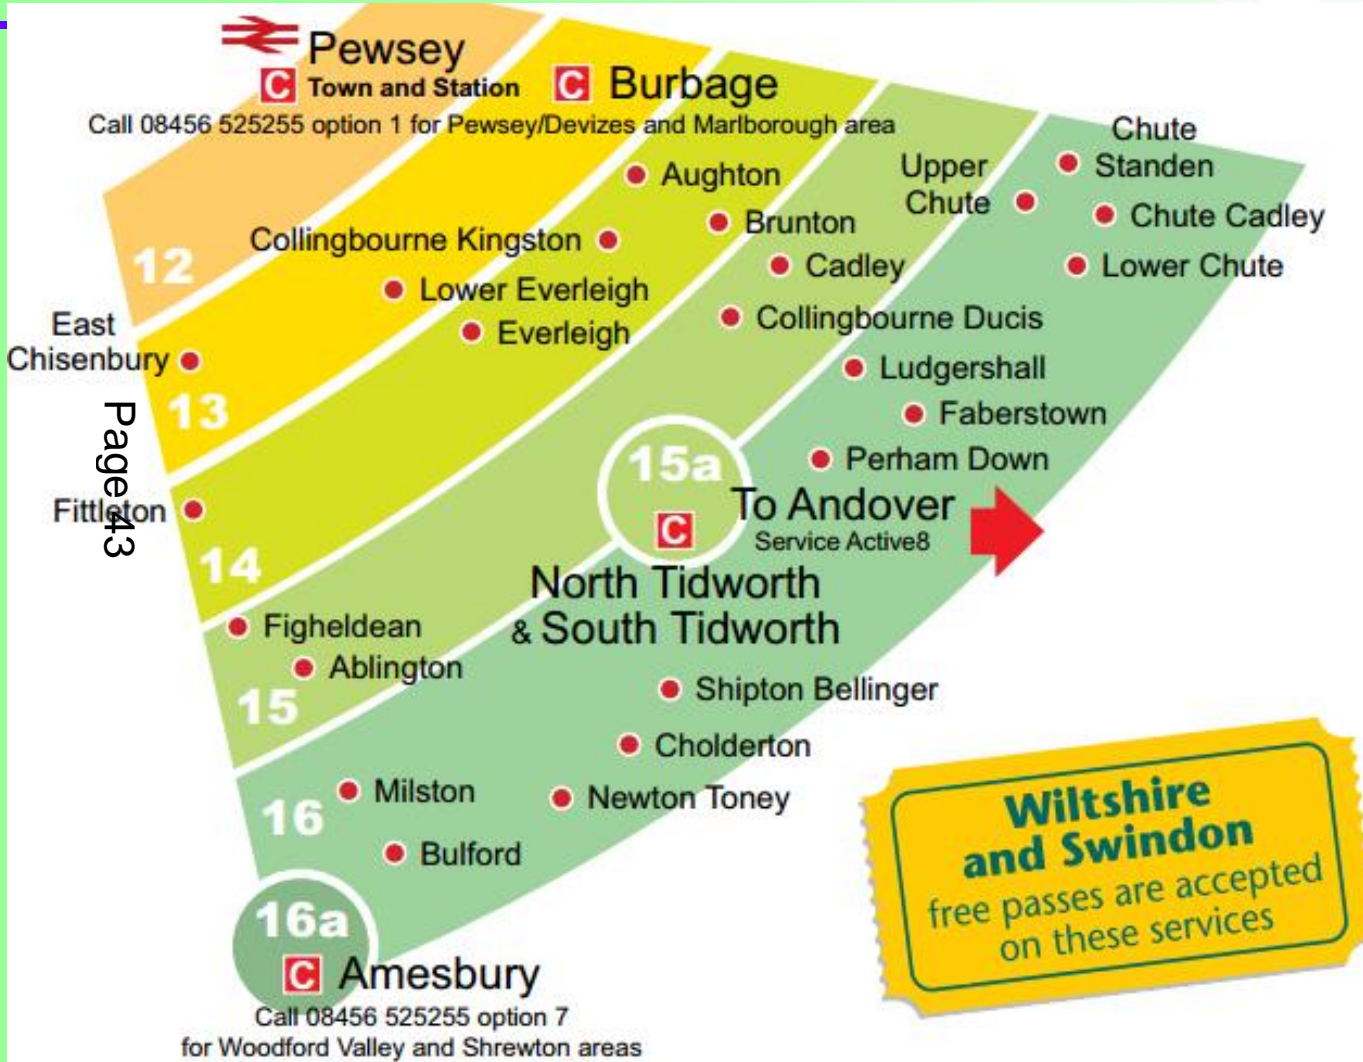 Pewsey
C Town and Station
C Burbage
Call 08456 525255 option 1 for Pewsey/Devizes and Marlborough area
Chute
Standen
Upper
Chute
Aughton
Chute Cadley
Brunton
Collingbourne Kingston
12
Cadley
Lower Chute
Lower Everleigh
Collingbourne Ducis
East
Chisenbury
Everleigh
Ludgershall
13
Faberstown
Page 43
15a
C
Perham Down
Fittleton
To Andover
Service Active8
14
North Tidworth
& South Tidworth
Figheldean
Ablington
15
Shipton Bellinger
Cholderton
Milston
Newton Toney
16
Bulford
Wiltshire
and Swindon
free passes are accepted
on these services
16a
C Amesbury
Call 08456 525255 option 7
for Woodford Valley and Shrewton areas